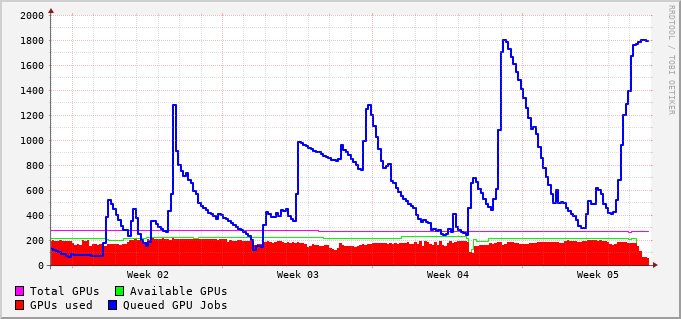 RRDTOOL / TOBI OETIKER
2000
1800
1600
1400
1200
1000
800
600
400
200
0
Week 02 Week 03 Week 04 Week 05
Total GPUs Available GPUs
GPUs used Queued GPU Jobs